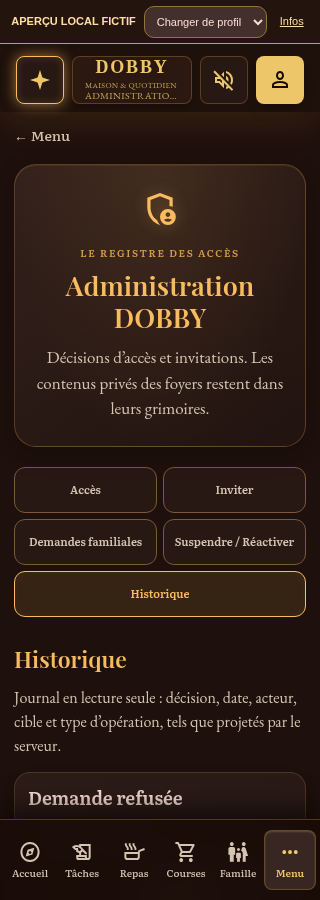 APERÇU LOCAL FICTIF Changer de profil Infos
DOBBY
MAISON & QUOTIDIEN
ADMINISTRATIO...
← Menu
LE REGISTRE DES ACCÈS
Administration
DOBBY
Décisions d’accès et invitations. Les
contenus privés des foyers restent dans
leurs grimoires.
Accès Inviter
Demandes familiales Suspendre / Réactiver
Historique
Historique
Journal en lecture seule : décision, date, acteur,
cible et type d’opération, tels que projetés par le
serveur.
Demande refusée
Accueil Tâches Repas Courses Famille Menu